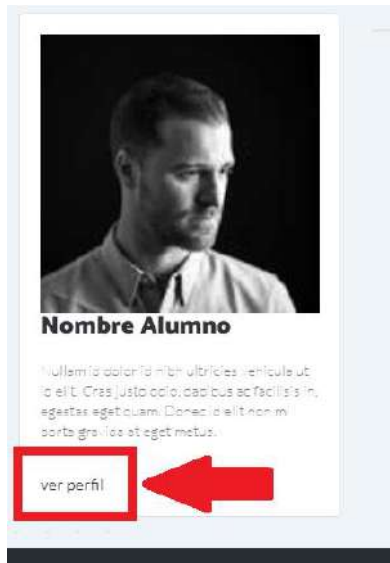 Nombre Alumno
Nullam id dolor id nibh ultricies vehicula ut
id elit. Cras justo odio, dapibus ac facilisis in,
egestas eget quam. Donec id elit non mi
porta gravida at eget metus.
ver perfil